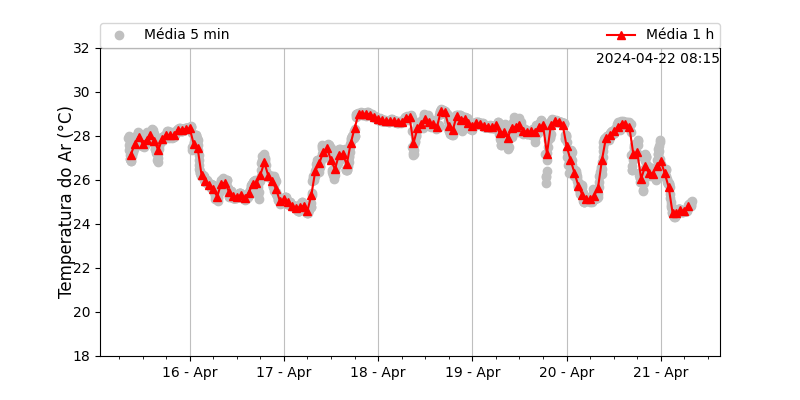 Média 5 min
Média 1 h
2024-04-22 08:15
Temperatura do Ar (°C)
32
30
28
26
24
22
20
18
16 - Apr
17 - Apr
18 - Apr
19 - Apr
20 - Apr
21 - Apr